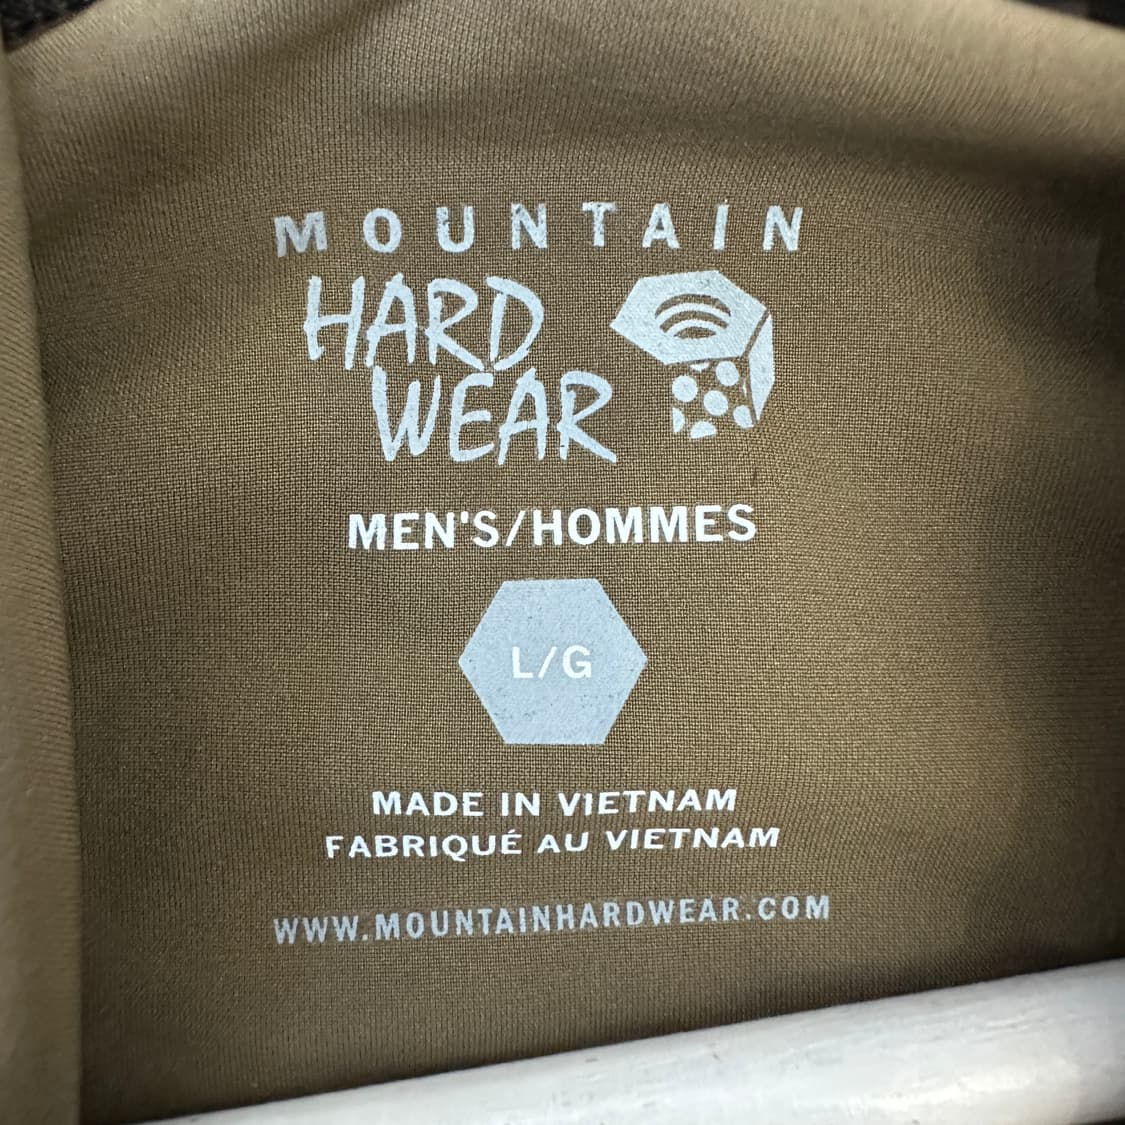 MOUNTAIN
HARD
WEAR
MEN'S/HOMMES
L/G
MADE IN VIETNAM
FABRIQUÉ AU VIETNAM
WWW.MOUNTAINHARDWEAR.COM